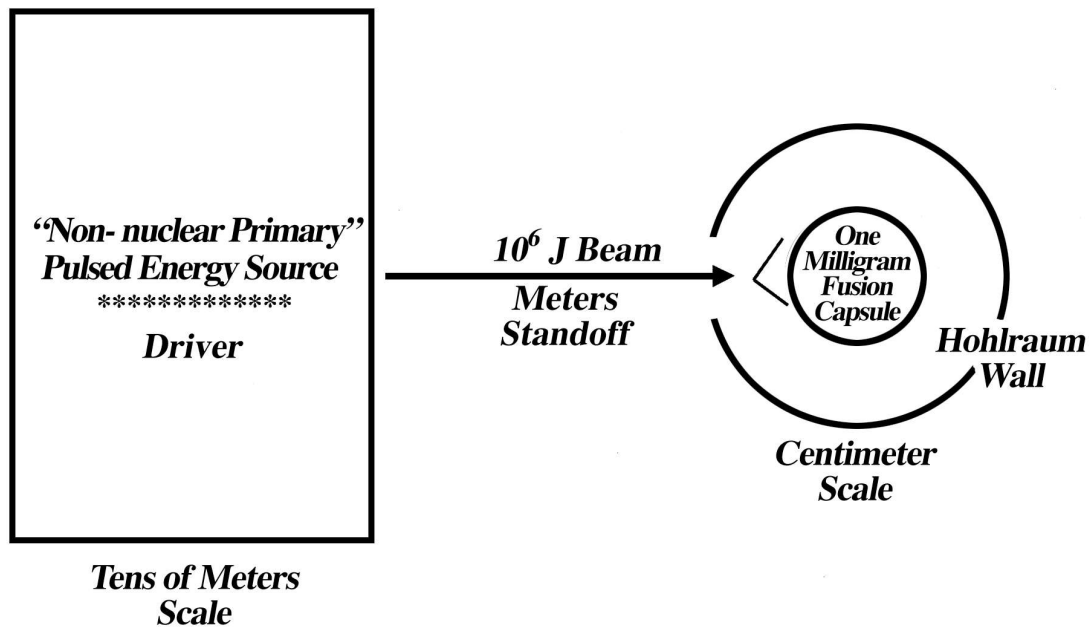 “Non- nuclear Primary”
Pulsed Energy Source
*************
Driver
Tens of Meters
Scale
10⁶ J Beam
Meters
Standoff
One
Milligram
Fusion
Capsule
Hohlraum
Wall
Centimeter
Scale